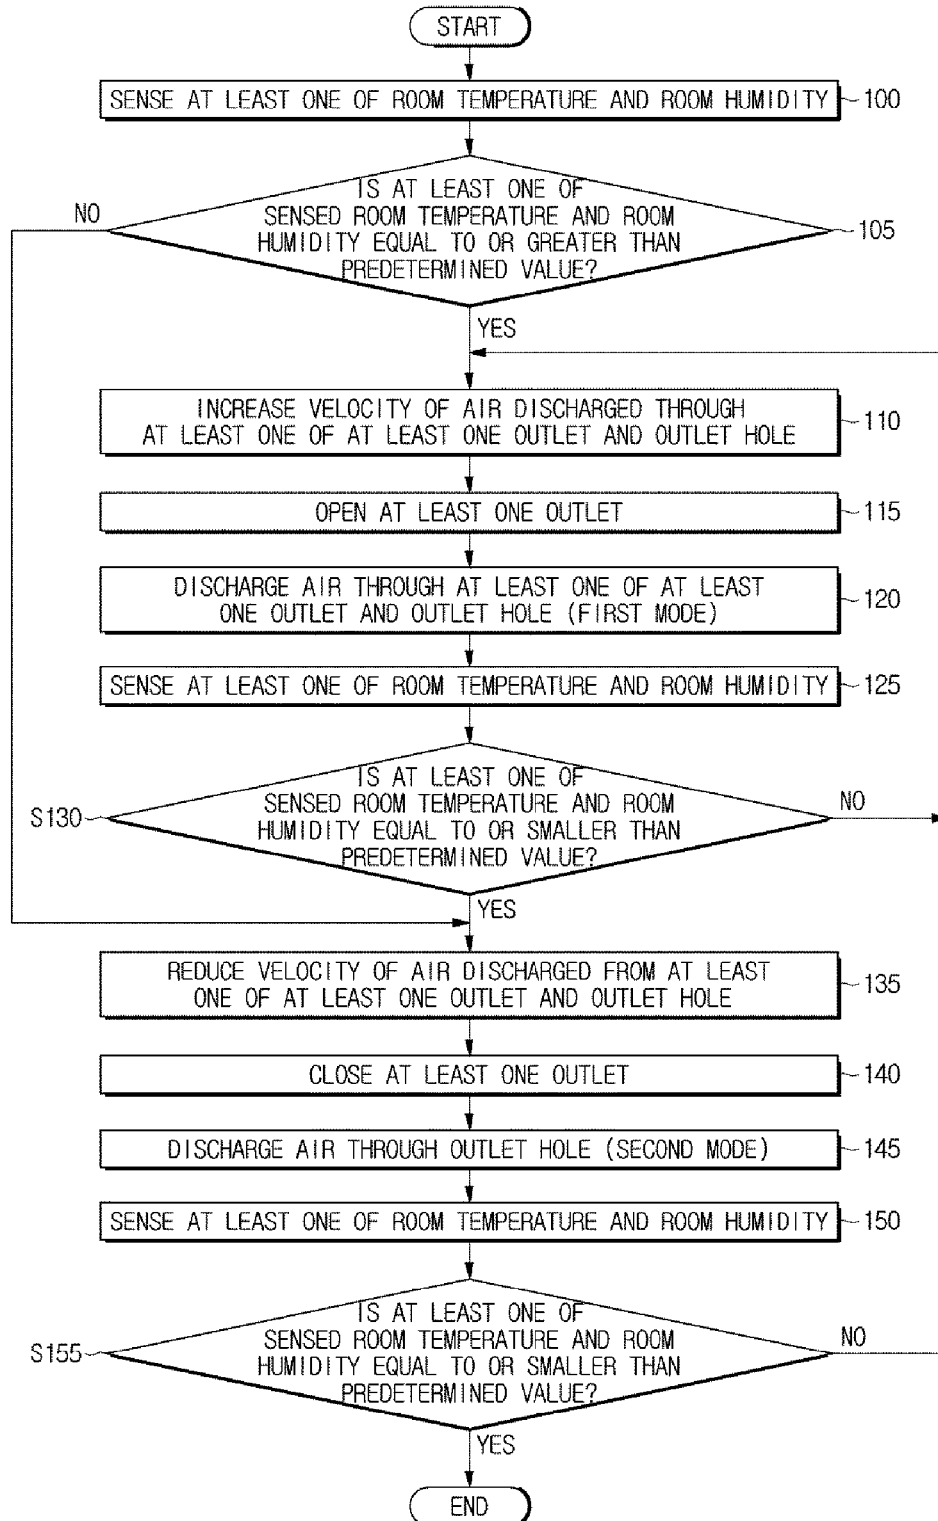 START
SENSE AT LEAST ONE OF ROOM TEMPERATURE AND ROOM HUMIDITY
100
IS AT LEAST ONE OF
SENSED ROOM TEMPERATURE AND ROOM
HUMIDITY EQUAL TO OR GREATER THAN
PREDETERMINED VALUE?
NO
105
YES
INCREASE VELOCITY OF AIR DISCHARGED THROUGH
AT LEAST ONE OF AT LEAST ONE OUTLET AND OUTLET HOLE
110
OPEN AT LEAST ONE OUTLET
115
DISCHARGE AIR THROUGH AT LEAST ONE OF AT LEAST
ONE OUTLET AND OUTLET HOLE (FIRST MODE)
120
SENSE AT LEAST ONE OF ROOM TEMPERATURE AND ROOM HUMIDITY
125
IS AT LEAST ONE OF
SENSED ROOM TEMPERATURE AND ROOM
HUMIDITY EQUAL TO OR SMALLER THAN
PREDETERMINED VALUE?
S130
NO
YES
REDUCE VELOCITY OF AIR DISCHARGED FROM AT LEAST
ONE OF AT LEAST ONE OUTLET AND OUTLET HOLE
135
CLOSE AT LEAST ONE OUTLET
140
DISCHARGE AIR THROUGH OUTLET HOLE (SECOND MODE)
145
SENSE AT LEAST ONE OF ROOM TEMPERATURE AND ROOM HUMIDITY
150
IS AT LEAST ONE OF
SENSED ROOM TEMPERATURE AND ROOM
HUMIDITY EQUAL TO OR SMALLER THAN
PREDETERMINED VALUE?
S155
NO
YES
END